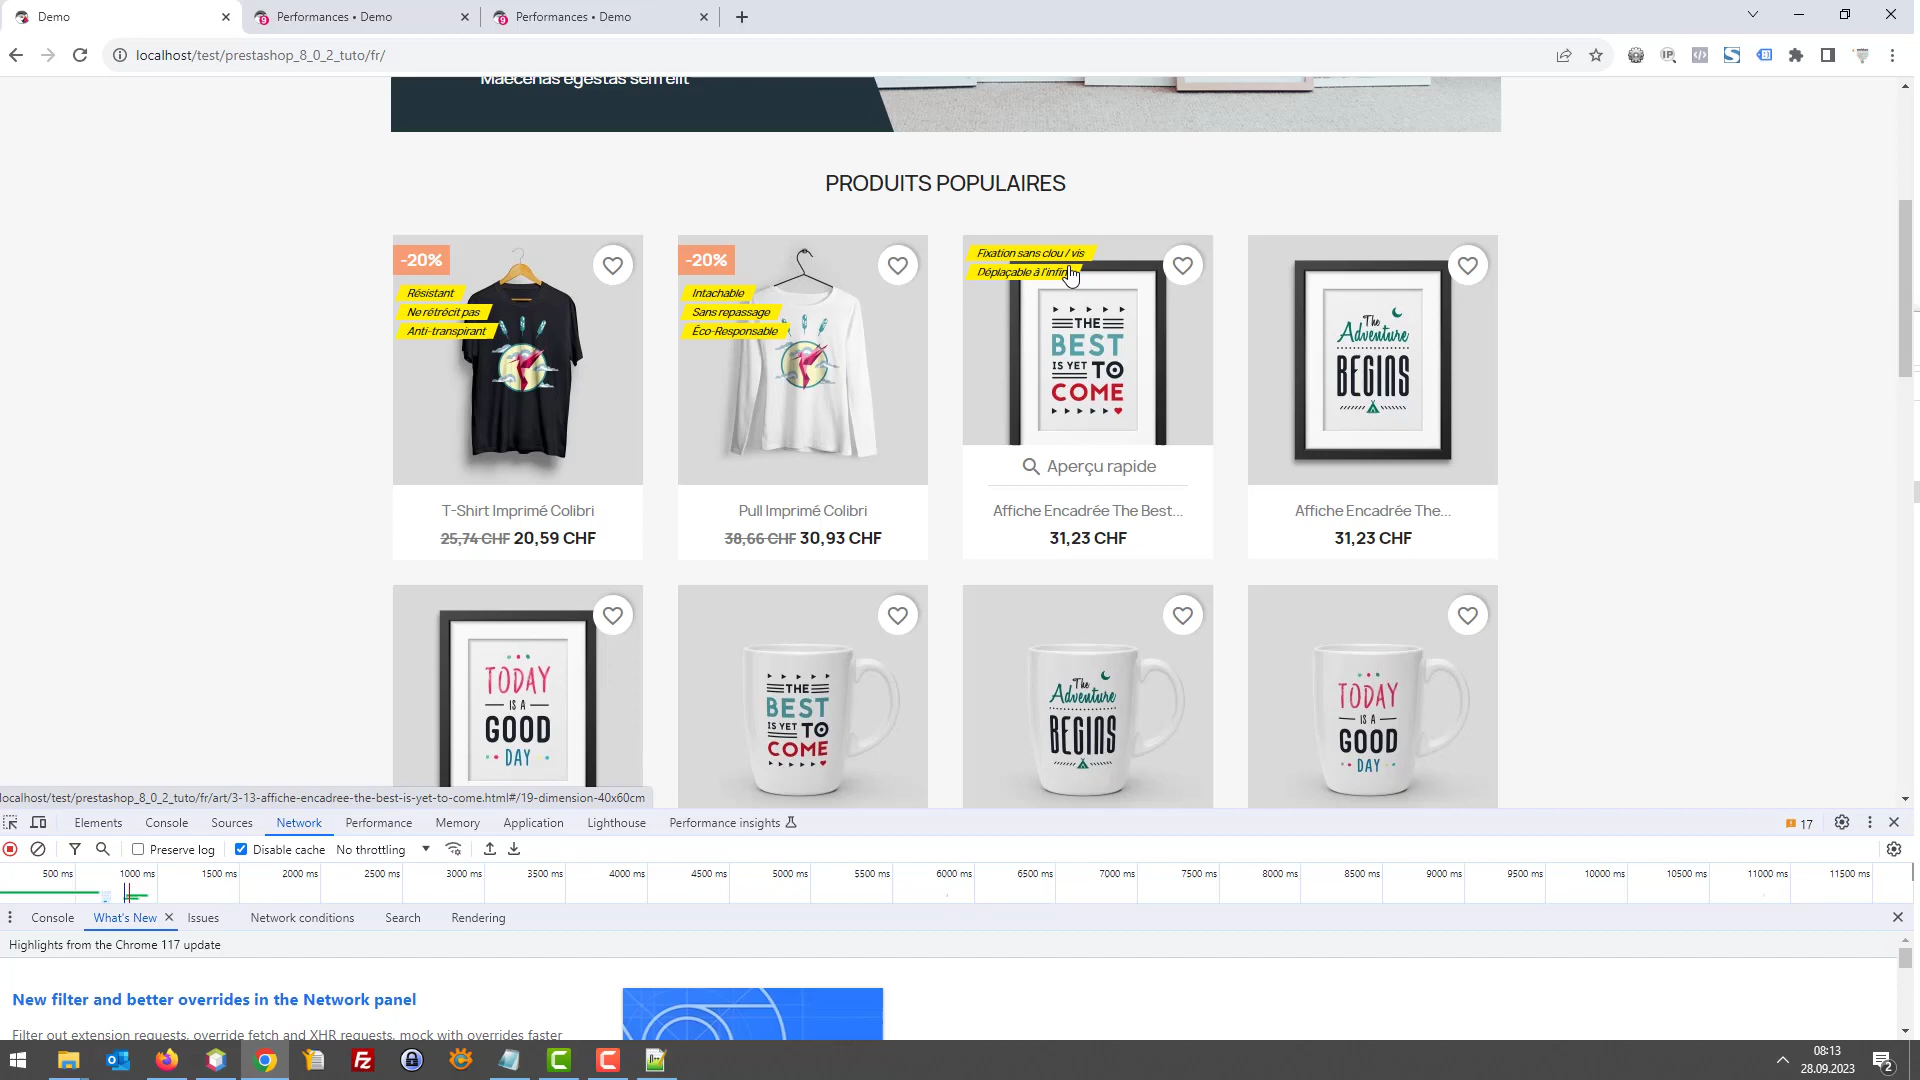 Demo
Performances • Demo
Performances • Demo
localhost/test/prestashop_8_0_2_tuto/fr/
Maecenas egestas sem elit
PRODUITS POPULAIRES
-20%
Résistant
Ne rétrécit pas
Anti-transpirant
-20%
Intachable
Sans repassage
Éco-Responsable
Fixation sans clou / vis
Déplaçable à l'infini
THE
BEST
IS YET TO
COME
The
Adventure
BEGINS
Aperçu rapide
T-Shirt Imprimé Colibri
25,74 CHF 20,59 CHF
Pull Imprimé Colibri
38,66 CHF 30,93 CHF
Affiche Encadrée The Best...
31,23 CHF
Affiche Encadrée The...
31,23 CHF
TODAY
IS A
GOOD
DAY
THE
BEST
IS YET TO
COME
The
Adventure
BEGINS
TODAY
IS A
GOOD
DAY
localhost/test/prestashop_8_0_2_tuto/fr/art/3-13-affiche-encadree-the-best-is-yet-to-come.html#/19-dimension-40x60cm
Elements Console Sources Network Performance Memory Application Lighthouse Performance insights 17
Preserve log Disable cache No throttling
500 ms 1000 ms 1500 ms 2000 ms 2500 ms 3000 ms 3500 ms 4000 ms 4500 ms 5000 ms 5500 ms 6000 ms 6500 ms 7000 ms 7500 ms 8000 ms 8500 ms 9000 ms 9500 ms 10000 ms 10500 ms 11000 ms 11500 ms
Console What's New Issues Network conditions Search Rendering
Highlights from the Chrome 117 update
New filter and better overrides in the Network panel
Filter out extension requests, override fetch and XHR requests, mock with overrides faster
08:13
28.09.2023
2